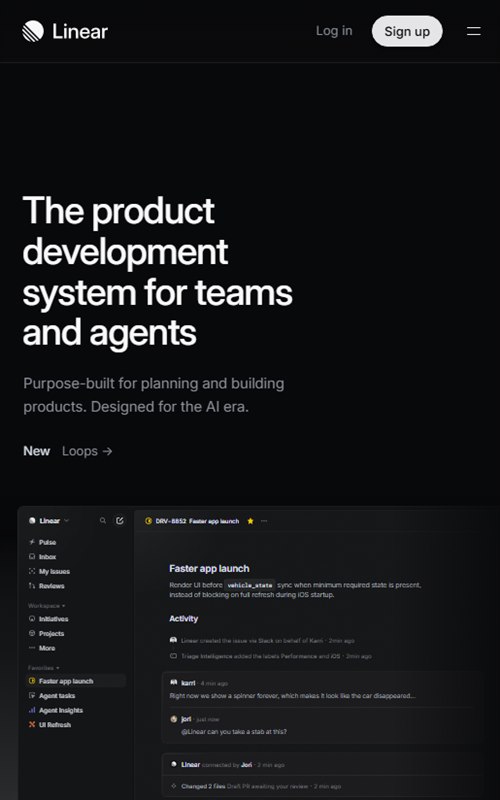 Linear
Log in
Sign up
The product
development
system for teams
and agents
Purpose-built for planning and building
products. Designed for the AI era.
New Loops →
Linear
Pulse
Inbox
My Issues
Reviews
Workspace
Initiatives
Projects
More
Favorites
Faster app launch
Agent tasks
Agent Insights
UI Refresh
DRV-8852 Faster app launch
Faster app launch
Render UI before vehicle_state sync when minimum required state is present,
instead of blocking on full refresh during iOS startup.
Activity
Linear created the issue via Slack on behalf of Karri · 2min ago
Triage Intelligence added the labels Performance and iOS · 2min ago
karri · 4 min ago
Right now we show a spinner forever, which makes it look like the car disappeared...
jori · just now
@Linear can you take a stab at this?
Linear connected by Jori · 2 min ago
Changed 2 files Draft PR awaiting your review · 2 min ago